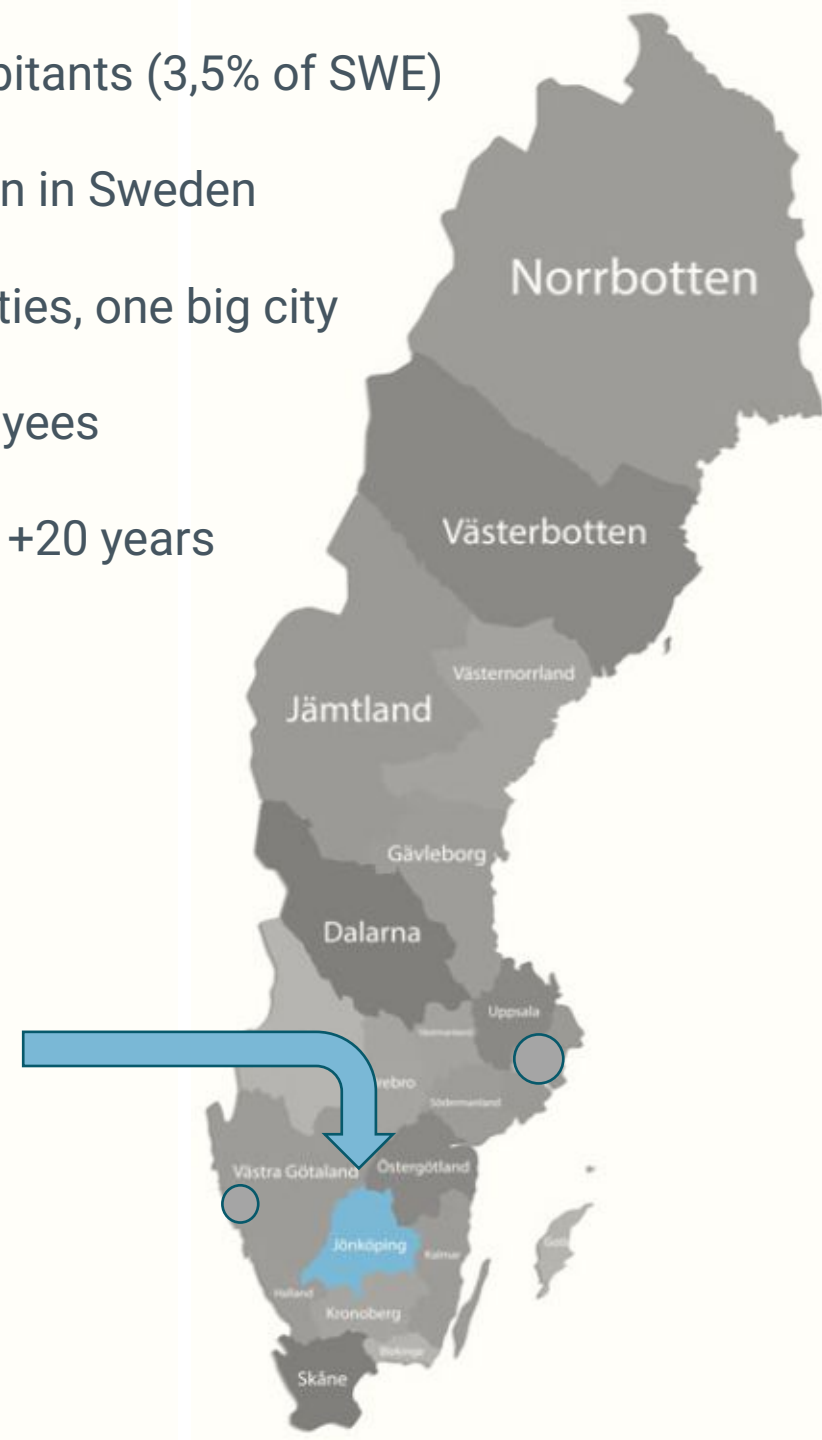 bitants (3,5% of SWE)
n in Sweden
ties, one big city
yees
+20 years
Norrbotten
Västerbotten
Västernorrland
Jämtland
Gävleborg
Dalarna
Uppsala
rebro
Södermanland
Västra Götaland
Östergötland
Jönköping
Kalmar
Halland
Kronoberg
Blekinge
Skåne